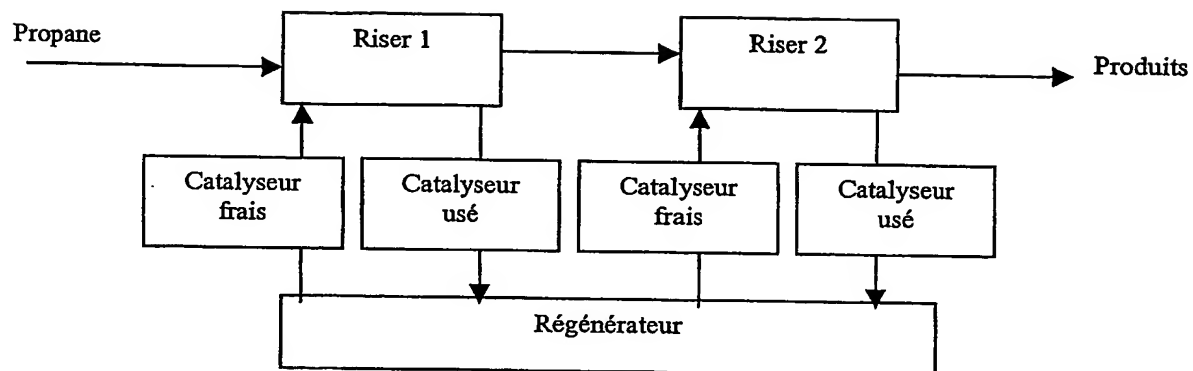 Propane
Riser 1
Riser 2
Produits
Catalyseur
frais
Catalyseur
usé
Catalyseur
frais
Catalyseur
usé
Régénérateur